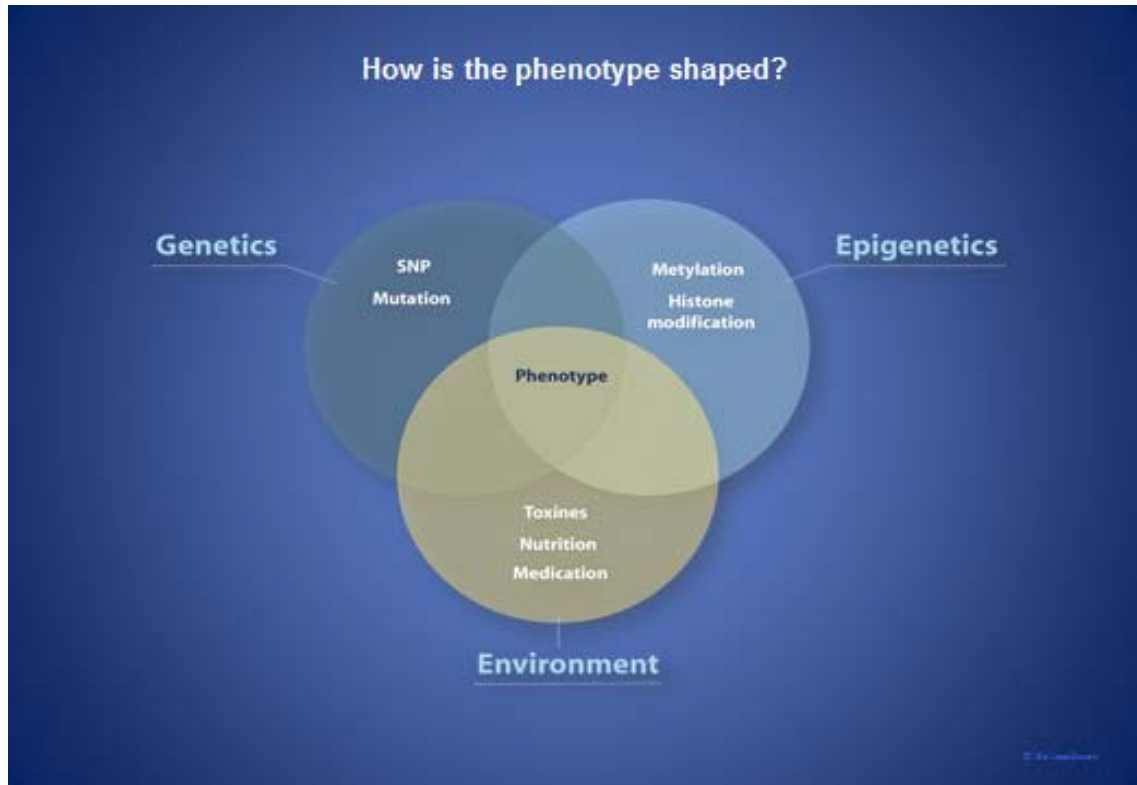 How is the phenotype shaped?
Genetics
Epigenetics
SNP
Mutation
Metylation
Histone
modification
Phenotype
Toxines
Nutrition
Medication
Environment